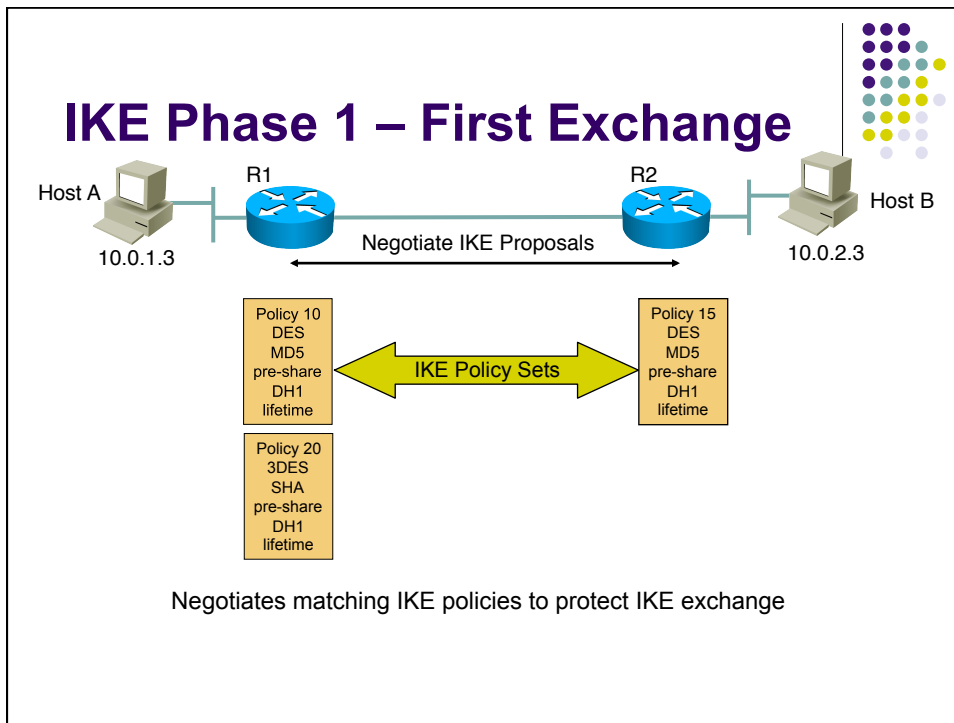 IKE Phase 1 – First Exchange
Host A
R1
R2
Host B
10.0.1.3
Negotiate IKE Proposals
10.0.2.3
Policy 10
DES
MD5
pre-share
DH1
lifetime
IKE Policy Sets
Policy 15
DES
MD5
pre-share
DH1
lifetime
Policy 20
3DES
SHA
pre-share
DH1
lifetime
Negotiates matching IKE policies to protect IKE exchange